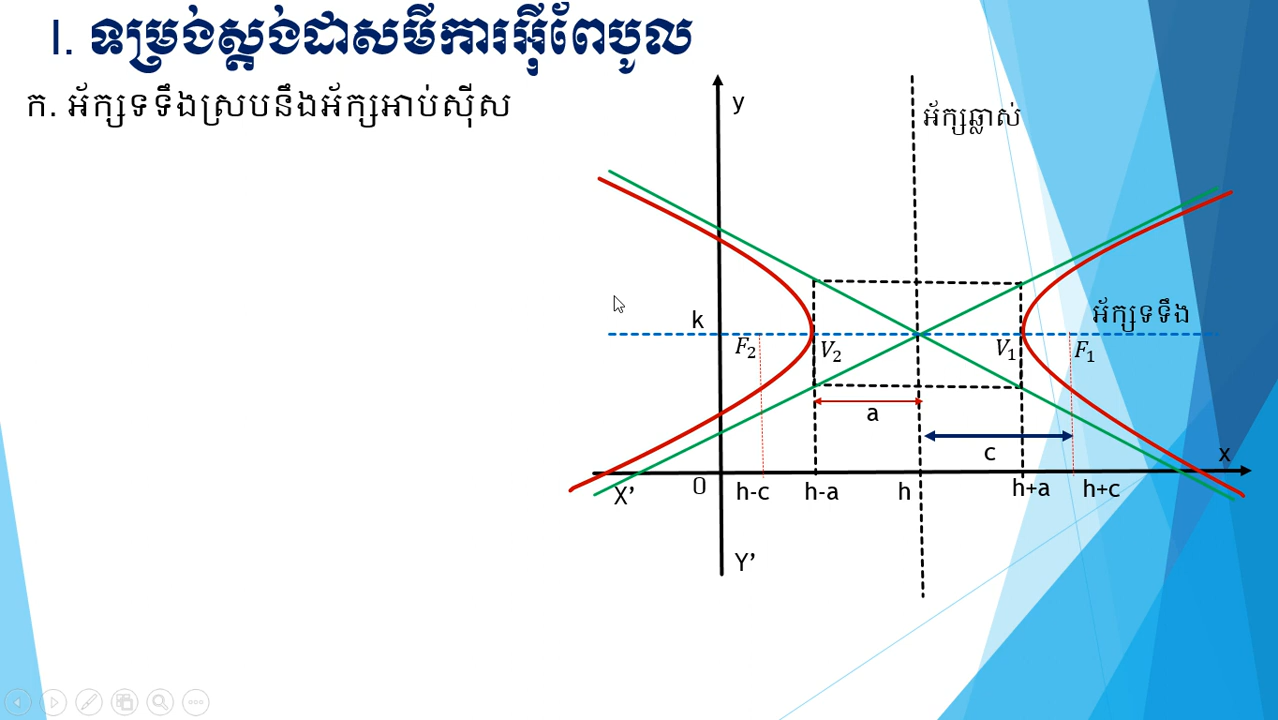 I. ទម្រង់ស្តង់ដាសមីការអ៊ីពែបូល
ក. អ័ក្សទទឹងស្របនឹងអ័ក្សអាប់ស៊ីស
y
អ័ក្សឆ្លាស់
k
អ័ក្សទទឹង
F₂
V₂
V₁
F₁
a
c
x
X’
0
h-c
h-a
h
h+a
h+c
Y’